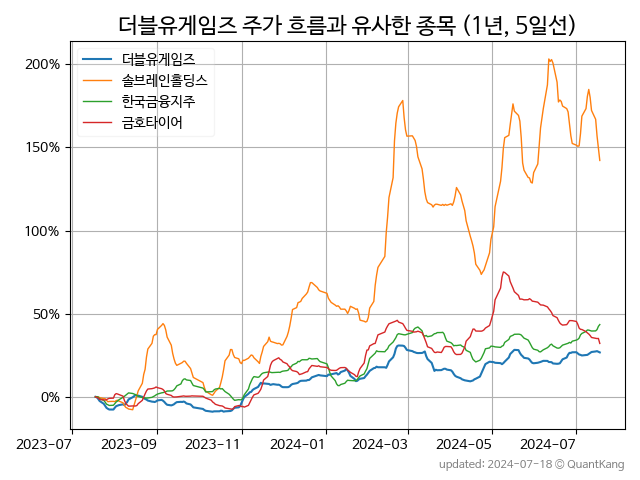 더블유게임즈 주가 흐름과 유사한 종목 (1년, 5일선)
더블유게임즈
솔브레인홀딩스
한국금융지주
금호타이어
200%
150%
100%
50%
0%
2023-07 2023-09 2023-11 2024-01 2024-03 2024-05 2024-07
updated: 2024-07-18 © QuantKang